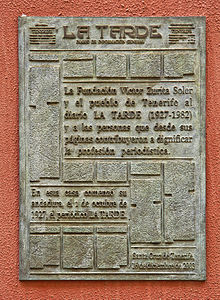 LA TARDE
La Fundación Víctor Zurita Soler
y el pueblo de Tenerife al
diario LA TARDE (1927-1982)
y a las personas que desde sus
páginas contribuyeron a dignificar
la profesión periodística.
En esta casa comenzó su
andadura, el 1 de octubre de
1927, el periódico LA TARDE.
Santa Cruz de Tenerife